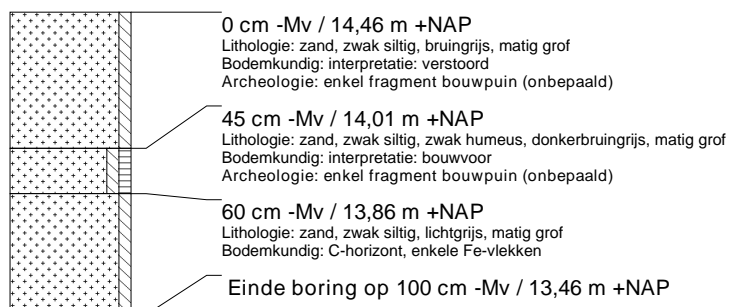 0 cm -Mv / 14,46 m +NAP
Lithologie: zand, zwak siltig, bruingrijs, matig grof
Bodemkundig: interpretatie: verstoord
Archeologie: enkel fragment bouwpuin (onbepaald)
45 cm -Mv / 14,01 m +NAP
Lithologie: zand, zwak siltig, zwak humeus, donkerbruingrijs, matig grof
Bodemkundig: interpretatie: bouwvoor
Archeologie: enkel fragment bouwpuin (onbepaald)
60 cm -Mv / 13,86 m +NAP
Lithologie: zand, zwak siltig, lichtgrijs, matig grof
Bodemkundig: C-horizont, enkele Fe-vlekken
Einde boring op 100 cm -Mv / 13,46 m +NAP